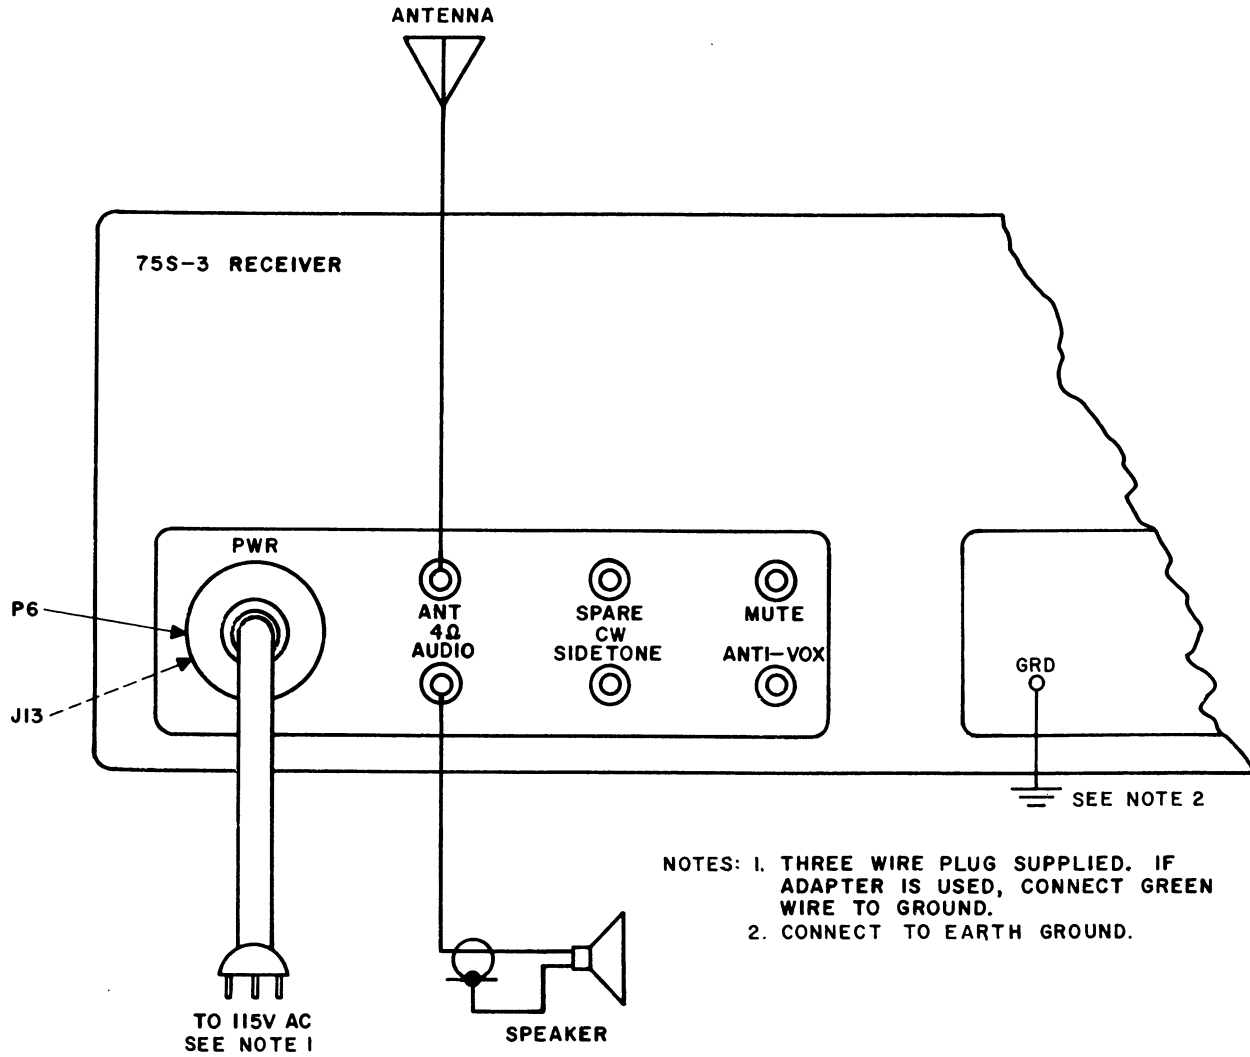 ANTENNA
75S-3 RECEIVER
PWR
P6
J13
ANT
4Ω
AUDIO
SPARE
CW
SIDETONE
MUTE
ANTI-VOX
GRD
SEE NOTE 2
NOTES: 1. THREE WIRE PLUG SUPPLIED. IF
ADAPTER IS USED, CONNECT GREEN
WIRE TO GROUND.
2. CONNECT TO EARTH GROUND.
TO 115V AC
SEE NOTE 1
SPEAKER